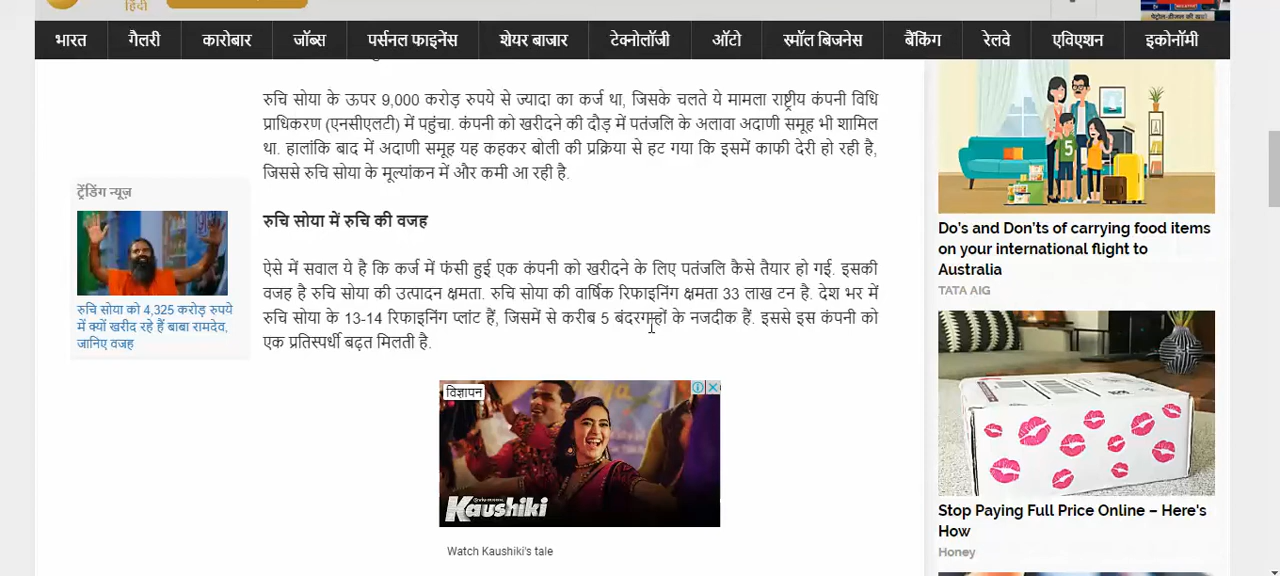 हिंदी
भारत गैलरी कारोबार जॉब्स पर्सनल फाइनेंस शेयर बाजार टेक्नोलॉजी ऑटो स्मॉल बिजनेस बैंकिंग रेलवे एविएशन इकोनॉमी
रुचि सोया के ऊपर 9,000 करोड़ रुपये से ज्यादा का कर्ज था, जिसके चलते ये मामला राष्ट्रीय कंपनी विधि
प्राधिकरण (एनसीएलटी) में पहुंचा. कंपनी को खरीदने की दौड़ में पतंजलि के अलावा अदाणी समूह भी शामिल
था. हालांकि बाद में अदाणी समूह यह कहकर बोली की प्रक्रिया से हट गया कि इसमें काफी देरी हो रही है,
जिससे रुचि सोया के मूल्यांकन में और कमी आ रही है.
रुचि सोया में रुचि की वजह
ऐसे में सवाल ये है कि कर्ज में फंसी हुई एक कंपनी को खरीदने के लिए पतंजलि कैसे तैयार हो गई. इसकी
वजह है रुचि सोया की उत्पादन क्षमता. रुचि सोया की वार्षिक रिफाइनिंग क्षमता 33 लाख टन है. देश भर में
रुचि सोया के 13-14 रिफाइनिंग प्लांट हैं, जिसमें से करीब 5 बंदरगाहों के नजदीक हैं. इससे इस कंपनी को
एक प्रतिस्पर्धी बढ़त मिलती है.
ट्रेंडिंग न्यूज़
रुचि सोया को 4,325 करोड़ रुपये
में क्यों खरीद रहे हैं बाबा रामदेव,
जानिए वजह
विज्ञापन
Kaushiki
Watch Kaushiki's tale
5
Do's and Don'ts of carrying food items
on your international flight to
Australia
TATA AIG
Stop Paying Full Price Online – Here's
How
Honey